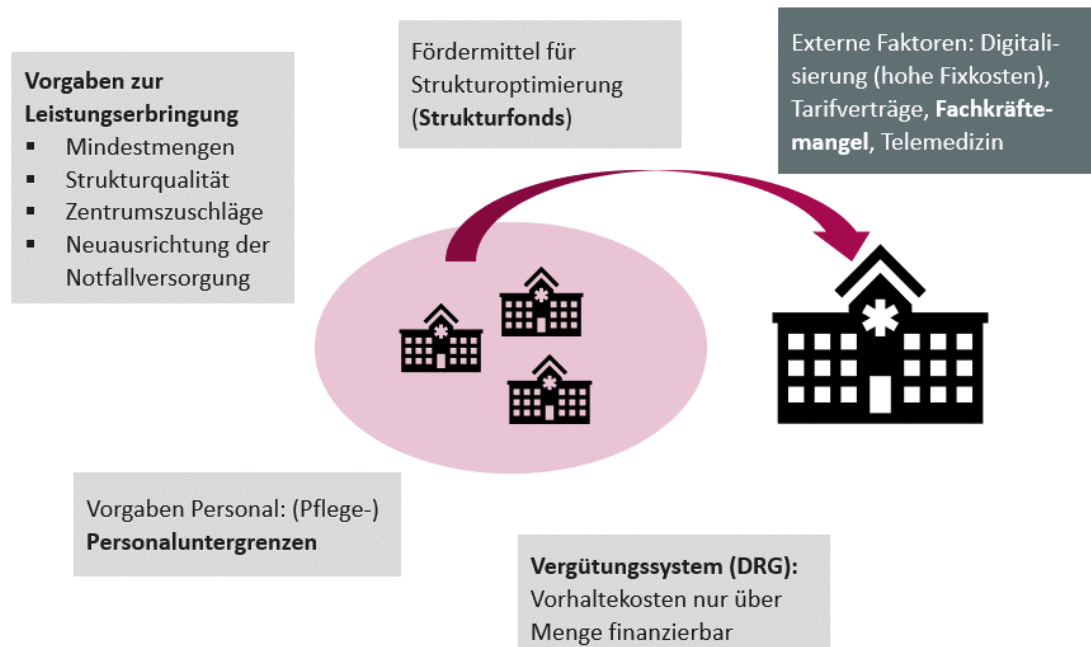 Vorgaben zur
Leistungserbringung
▪ Mindestmengen
▪ Strukturqualität
▪ Zentrumszuschläge
▪ Neuausrichtung der
Notfallversorgung
Fördermittel für
Strukturoptimierung
(Strukturfonds)
Externe Faktoren: Digitali-
sierung (hohe Fixkosten),
Tarifverträge, Fachkräfte-
mangel, Telemedizin
Vorgaben Personal: (Pflege-)
Personaluntergrenzen
Vergütungssystem (DRG):
Vorhaltekosten nur über
Menge finanzierbar